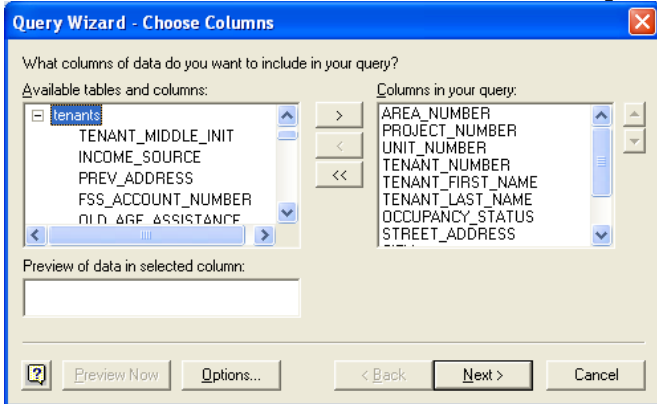 Query Wizard - Choose Columns
What columns of data do you want to include in your query?
Available tables and columns:
tenants
TENANT_MIDDLE_INIT
INCOME_SOURCE
PREV_ADDRESS
FSS_ACCOUNT_NUMBER
OLD_AGE_ASSISTANCE
>
<
<<
Columns in your query:
AREA_NUMBER
PROJECT_NUMBER
UNIT_NUMBER
TENANT_NUMBER
TENANT_FIRST_NAME
TENANT_LAST_NAME
OCCUPANCY_STATUS
STREET_ADDRESS
Preview of data in selected column:
Preview Now
Options...
< Back
Next >
Cancel